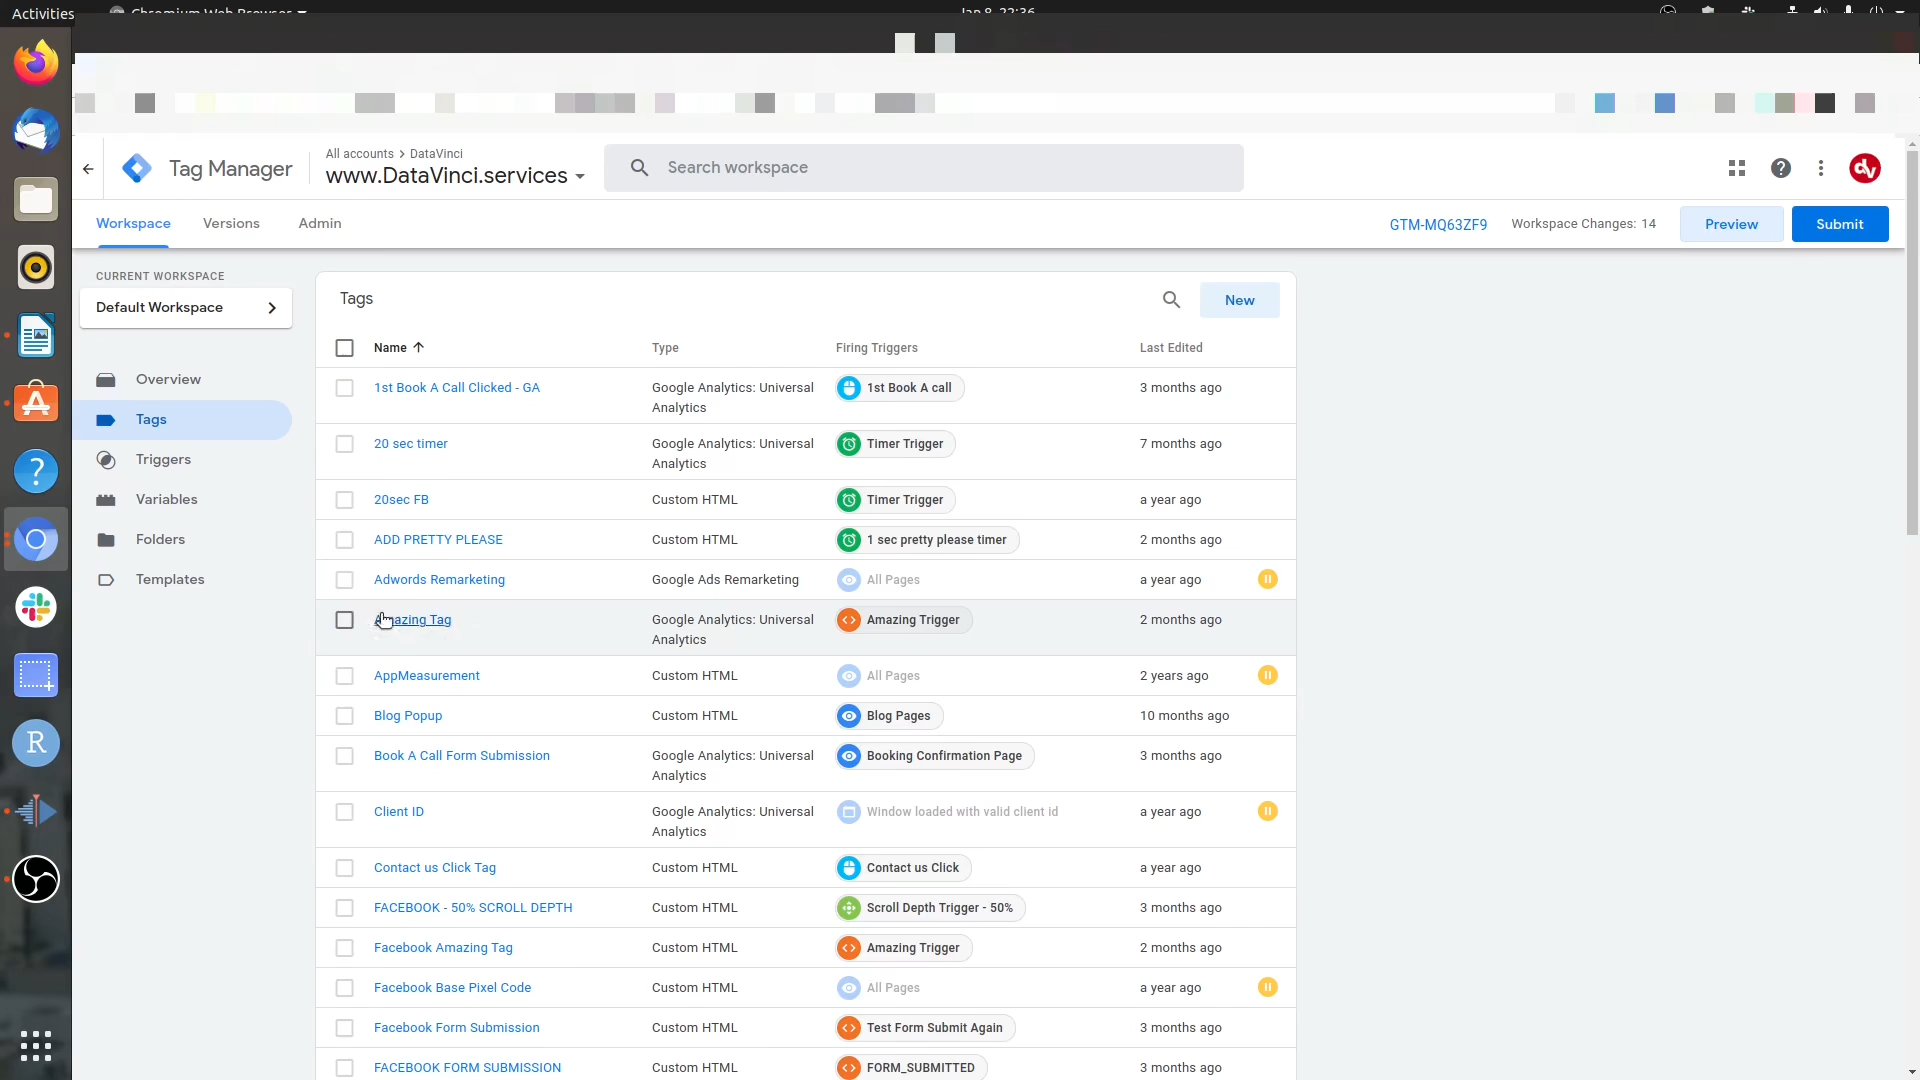 Activities
Chromium Web Browser
Jan 8, 22:36
Tag Manager
All accounts > DataVinci
www.DataVinci.services
Search workspace
Workspace
Versions
Admin
GTM-MQ63ZF9
Workspace Changes: 14
Preview
Submit
CURRENT WORKSPACE
Default Workspace
Overview
Tags
Triggers
Variables
Folders
Templates
Tags
New
Name Type Firing Triggers Last Edited
1st Book A Call Clicked - GA Google Analytics: Universal 1st Book A call 3 months ago
Analytics
20 sec timer Google Analytics: Universal Timer Trigger 7 months ago
Analytics
20sec FB Custom HTML Timer Trigger a year ago
ADD PRETTY PLEASE Custom HTML 1 sec pretty please timer 2 months ago
Adwords Remarketing Google Ads Remarketing All Pages a year ago
Amazing Tag Google Analytics: Universal Amazing Trigger 2 months ago
Analytics
AppMeasurement Custom HTML All Pages 2 years ago
Blog Popup Custom HTML Blog Pages 10 months ago
Book A Call Form Submission Google Analytics: Universal Booking Confirmation Page 3 months ago
Analytics
Client ID Google Analytics: Universal Window loaded with valid client id a year ago
Analytics
Contact us Click Tag Custom HTML Contact us Click a year ago
FACEBOOK - 50% SCROLL DEPTH Custom HTML Scroll Depth Trigger - 50% 3 months ago
Facebook Amazing Tag Custom HTML Amazing Trigger 2 months ago
Facebook Base Pixel Code Custom HTML All Pages a year ago
Facebook Form Submission Custom HTML Test Form Submit Again 3 months ago
FACEBOOK FORM SUBMISSION Custom HTML FORM_SUBMITTED 3 months ago